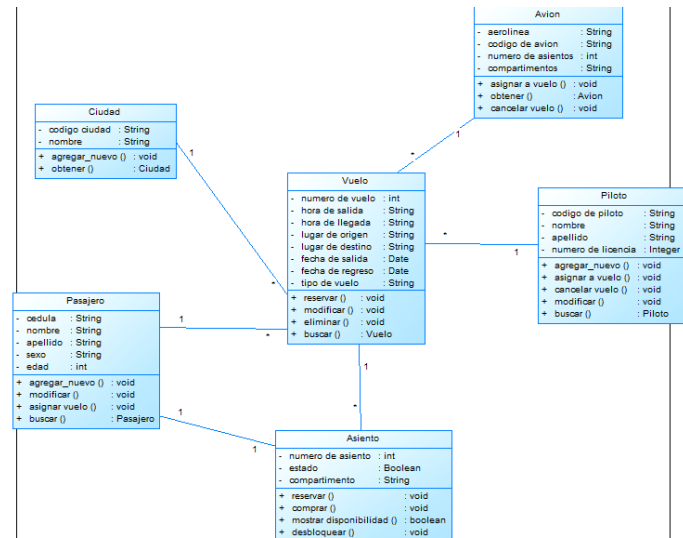 Avion
- aerolinea : String
- codigo de avion : String
- numero de asientos : int
- compartimentos : String
+ asignar a vuelo () : void
+ obtener () : Avion
+ cancelar vuelo () : void
1
*
Ciudad
- codigo ciudad : String
- nombre : String
+ agregar_nuevo () : void
+ obtener () : Ciudad
1
*
Vuelo
- numero de vuelo : int
- hora de salida : String
- hora de llegada : String
- lugar de origen : String
- lugar de destino : String
- fecha de salida : Date
- fecha de regreso : Date
- tipo de vuelo : String
+ reservar () : void
+ modificar () : void
+ eliminar () : void
+ buscar () : Vuelo
*
1
Piloto
- codigo de piloto : String
- nombre : String
- apellido : String
- numero de licencia : Integer
+ agregar_nuevo () : void
+ asignar a vuelo () : void
+ cancelar vuelo () : void
+ modificar () : void
+ buscar () : Piloto
Pasajero
- cedula : String
- nombre : String
- apellido : String
- sexo : String
- edad : int
+ agregar_nuevo () : void
+ modificar () : void
+ asignar vuelo () : void
+ buscar () : Pasajero
1
*
1
*
1
1
Asiento
- numero de asiento : int
- estado : Boolean
- compartimento : String
+ reservar () : void
+ comprar () : void
+ mostrar disponibilidad () : boolean
+ desbloquear () : void